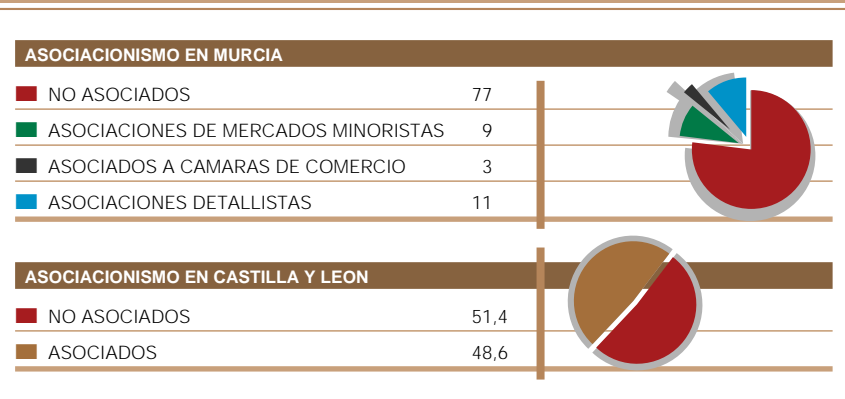 ASOCIACIONISMO EN MURCIA
NO ASOCIADOS 77
ASOCIACIONES DE MERCADOS MINORISTAS 9
ASOCIADOS A CAMARAS DE COMERCIO 3
ASOCIACIONES DETALLISTAS 11
ASOCIACIONISMO EN CASTILLA Y LEON
NO ASOCIADOS 51,4
ASOCIADOS 48,6